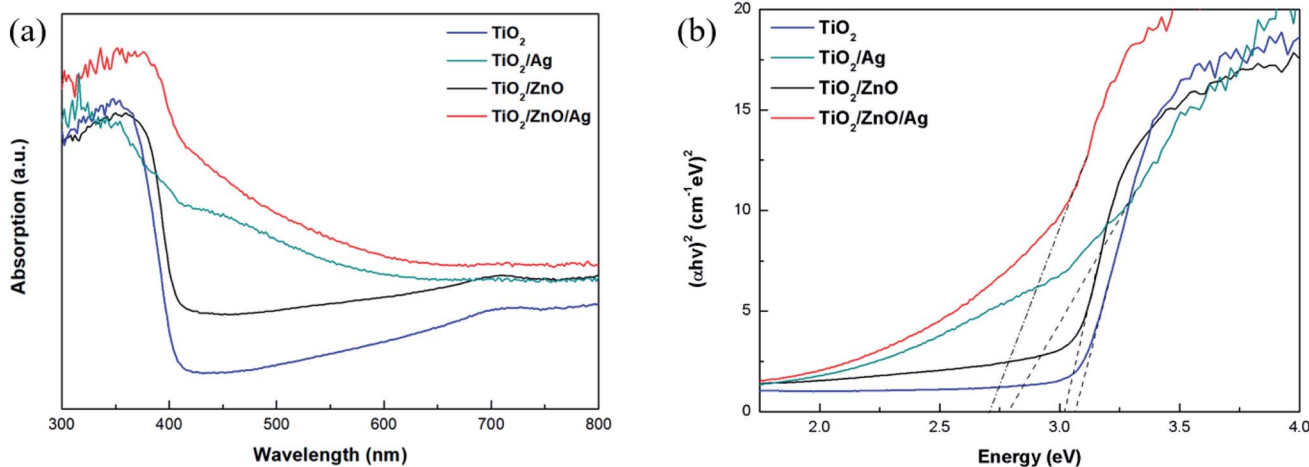 (a)
TiO2
TiO2/Ag
TiO2/ZnO
TiO2/ZnO/Ag
Absorption (a.u.)
300 400 500 600 700 800
Wavelength (nm)
(b)
TiO2
TiO2/Ag
TiO2/ZnO
TiO2/ZnO/Ag
(αhν)2 (cm-1eV)2
20
15
10
5
0
2.0 2.5 3.0 3.5 4.0
Energy (eV)